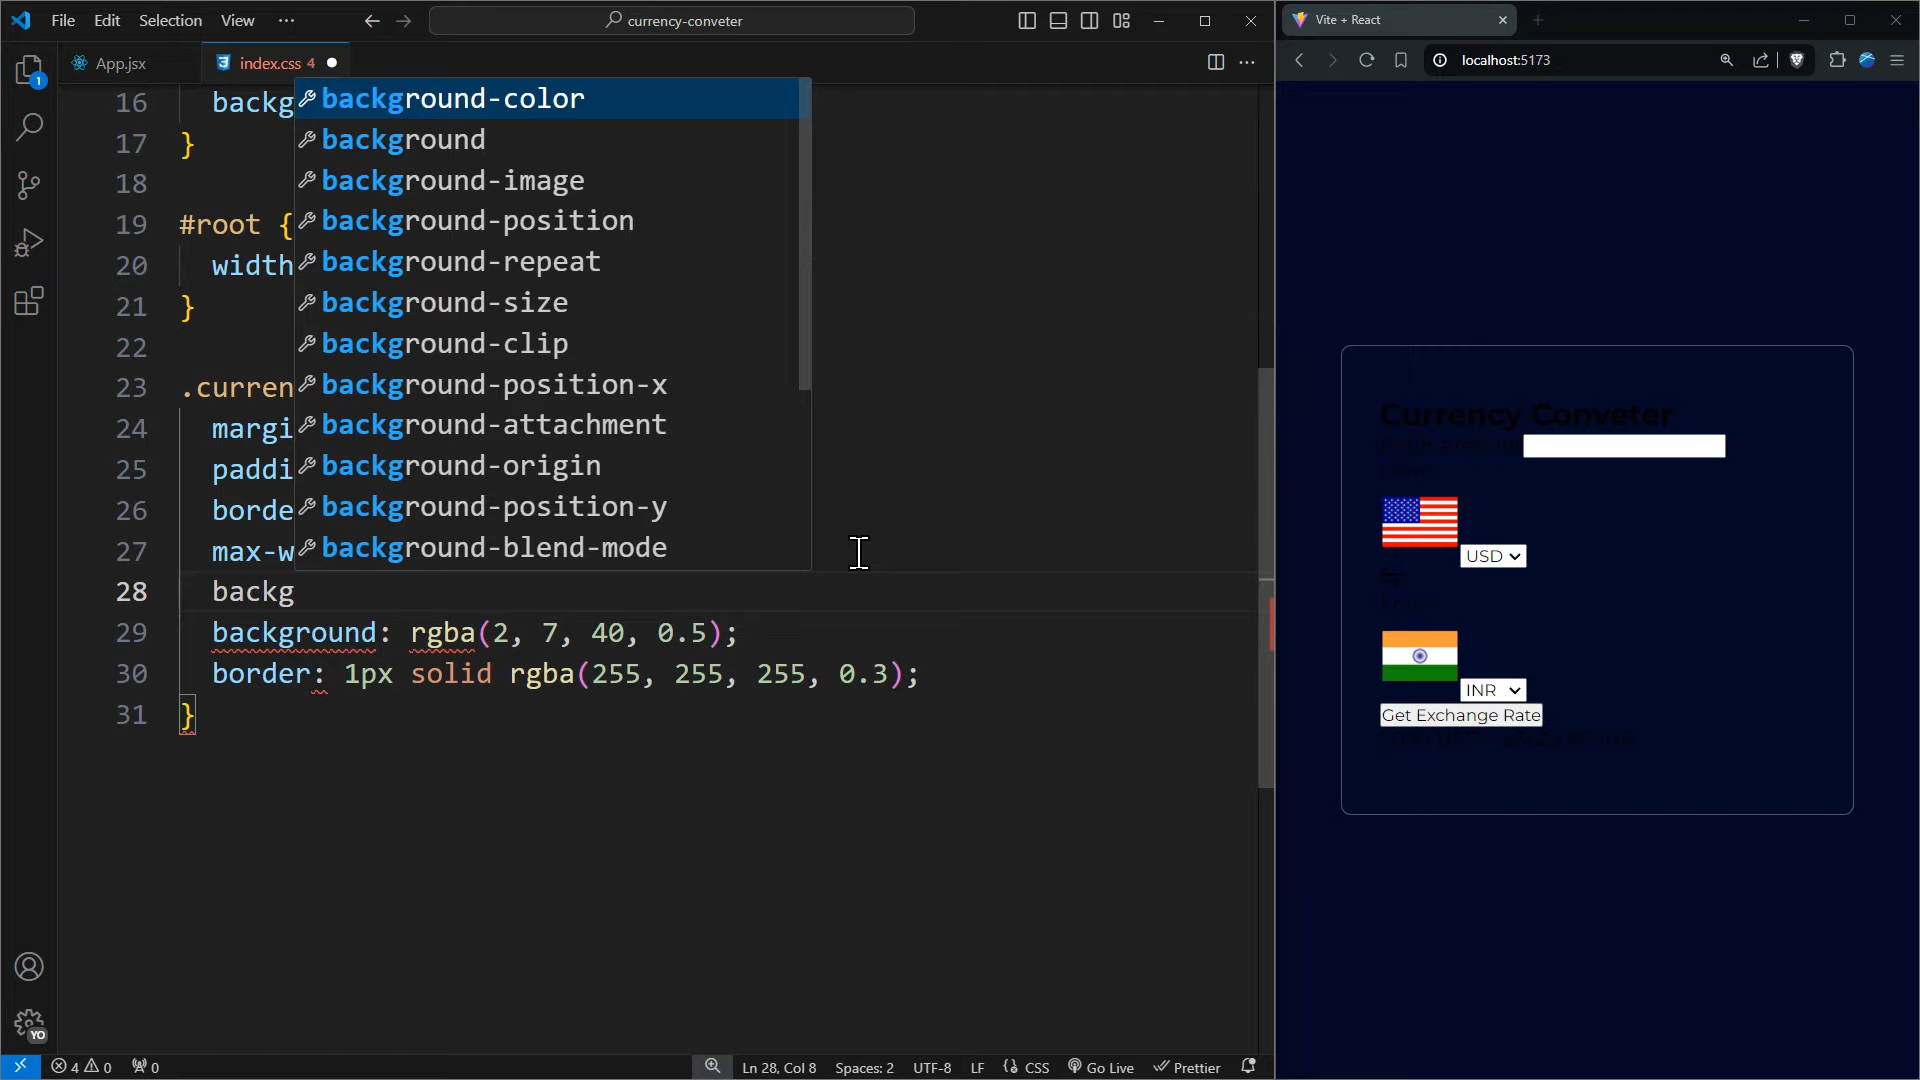 File Edit Selection View ···
currency-conveter
App.jsx
index.css 4
16 backg
17 }
18
19 #root {
20 width
21 }
22
23 .curren
24 margi
25 paddi
26 borde
27 max-w
28 backg
29 background: rgba(2, 7, 40, 0.5);
30 border: 1px solid rgba(255, 255, 255, 0.3);
31 }
background-color
background
background-image
background-position
background-repeat
background-size
background-clip
background-position-x
background-attachment
background-origin
background-position-y
background-blend-mode
1
YO
4 0 0
Ln 28, Col 8 Spaces: 2 UTF-8 LF CSS Go Live Prettier
Vite + React
localhost:5173
Currency Conveter
USD
INR
Get Exchange Rate